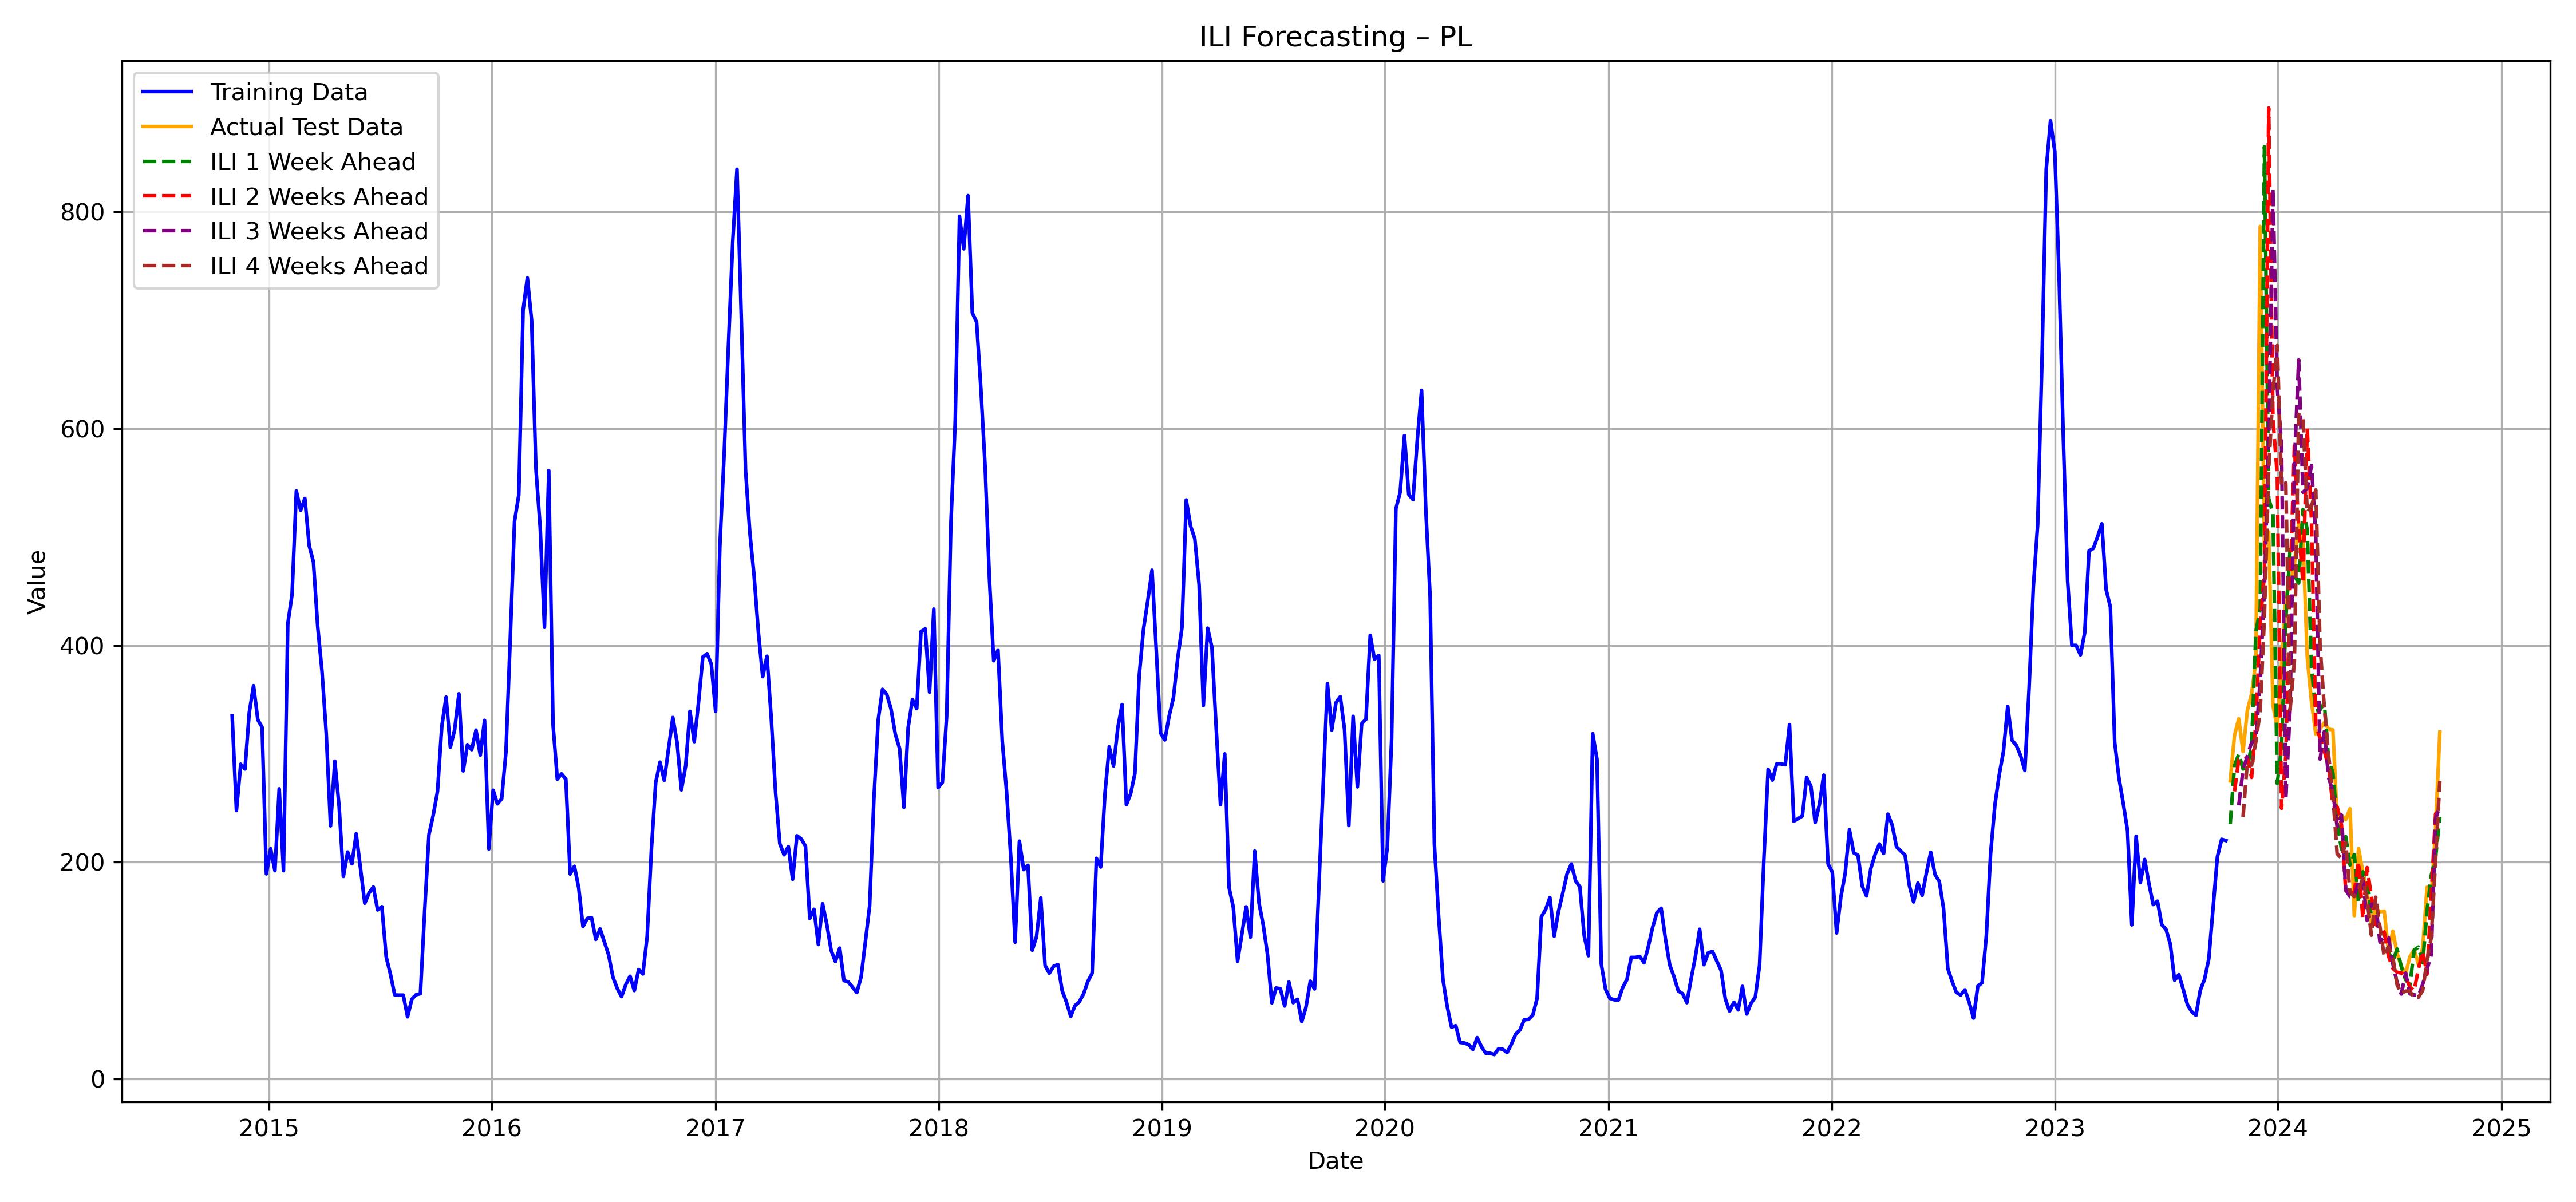 ILI Forecasting – PL
Training Data
Actual Test Data
ILI 1 Week Ahead
ILI 2 Weeks Ahead
ILI 3 Weeks Ahead
ILI 4 Weeks Ahead
800
600
400
200
0
Value
2015 2016 2017 2018 2019 2020 2021 2022 2023 2024 2025
Date